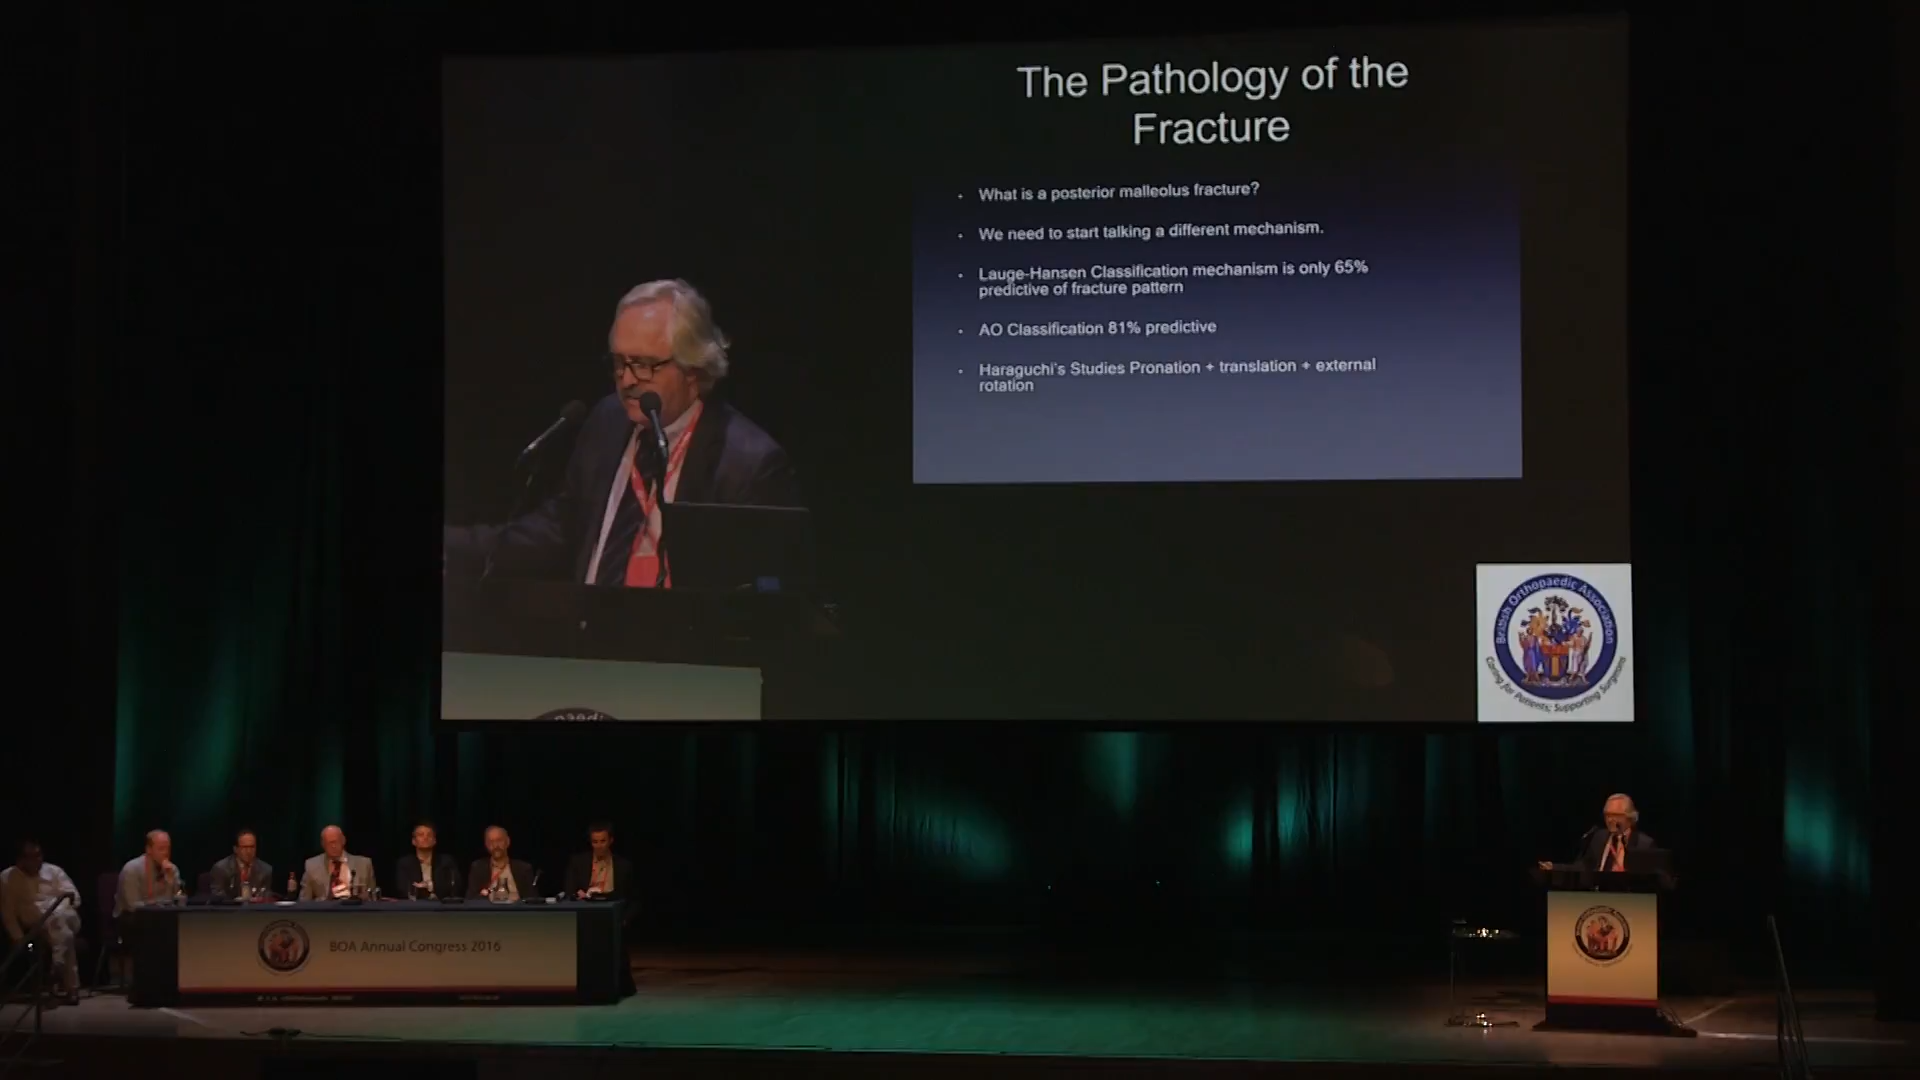 The Pathology of the
Fracture
What is a posterior malleolus fracture?
We need to start talking a different mechanism.
Lauge-Hansen Classification mechanism is only 65%
predictive of fracture pattern
AO Classification 81% predictive
Haraguchi's Studies Pronation + translation + external
rotation
British Orthopaedic Association
Caring for Patients; Supporting Surgeons
BOA Annual Congress 2016